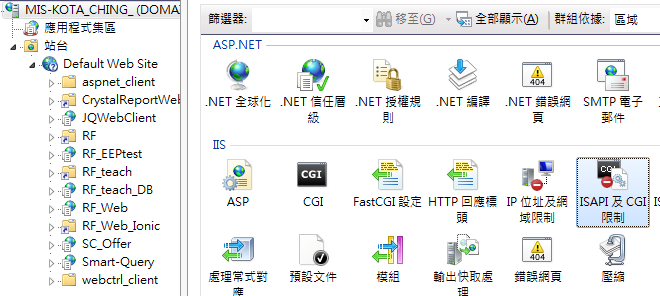 MIS-KOTA_CHING_ (DOMA
應用程式集區
站台
Default Web Site
aspnet_client
CrystalReportWeb
JQWebClient
RF
RF_EEPtest
RF_teach
RF_teach_DB
RF_Web
RF_Web_Ionic
SC_Offer
Smart-Query
webctrl_client
篩選器: 移至(G) 全部顯示(A) 群組依據: 區域
ASP.NET
.NET 全球化 .NET 信任層級 .NET 授權規則 .NET 編譯 .NET 錯誤網頁 SMTP 電子郵件
IIS
ASP CGI FastCGI 設定 HTTP 回應標頭 IP 位址及網域限制 ISAPI 及 CGI 限制
處理常式對應 預設文件 模組 輸出快取處理 錯誤網頁 壓縮